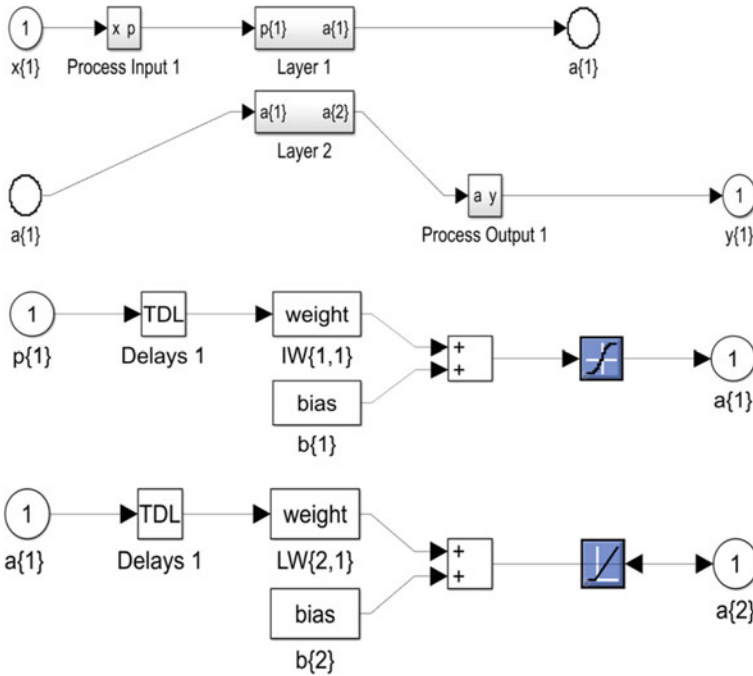 1 x p p{1} a{1}
x{1} Process Input 1 Layer 1 a{1}
a{1} a{2}
Layer 2
a y 1
a{1} Process Output 1 y{1}
1 TDL weight
p{1} Delays 1 IW{1,1} + + 1
bias a{1}
b{1}
1 TDL weight
a{1} Delays 1 LW{2,1} + + 1
bias a{2}
b{2}